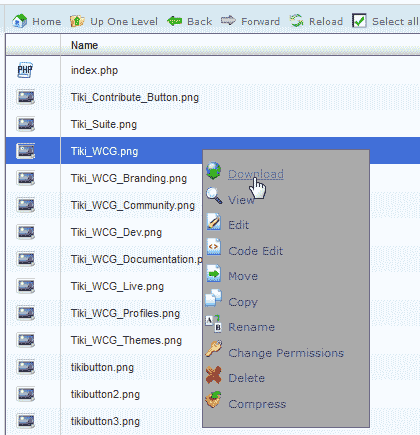 Home Up One Level Back Forward Reload Select all
Name
PHP index.php
Tiki_Contribute_Button.png
Tiki_Suite.png
Tiki_WCG.png
Tiki_WCG_Branding.png
Tiki_WCG_Community.png
Tiki_WCG_Dev.png
Tiki_WCG_Documentation.p
Tiki_WCG_Live.png
Tiki_WCG_Profiles.png
Tiki_WCG_Themes.png
tikibutton.png
tikibutton2.png
tikibutton3.png
Download
View
Edit
Code Edit
Move
Copy
Rename
Change Permissions
Delete
Compress